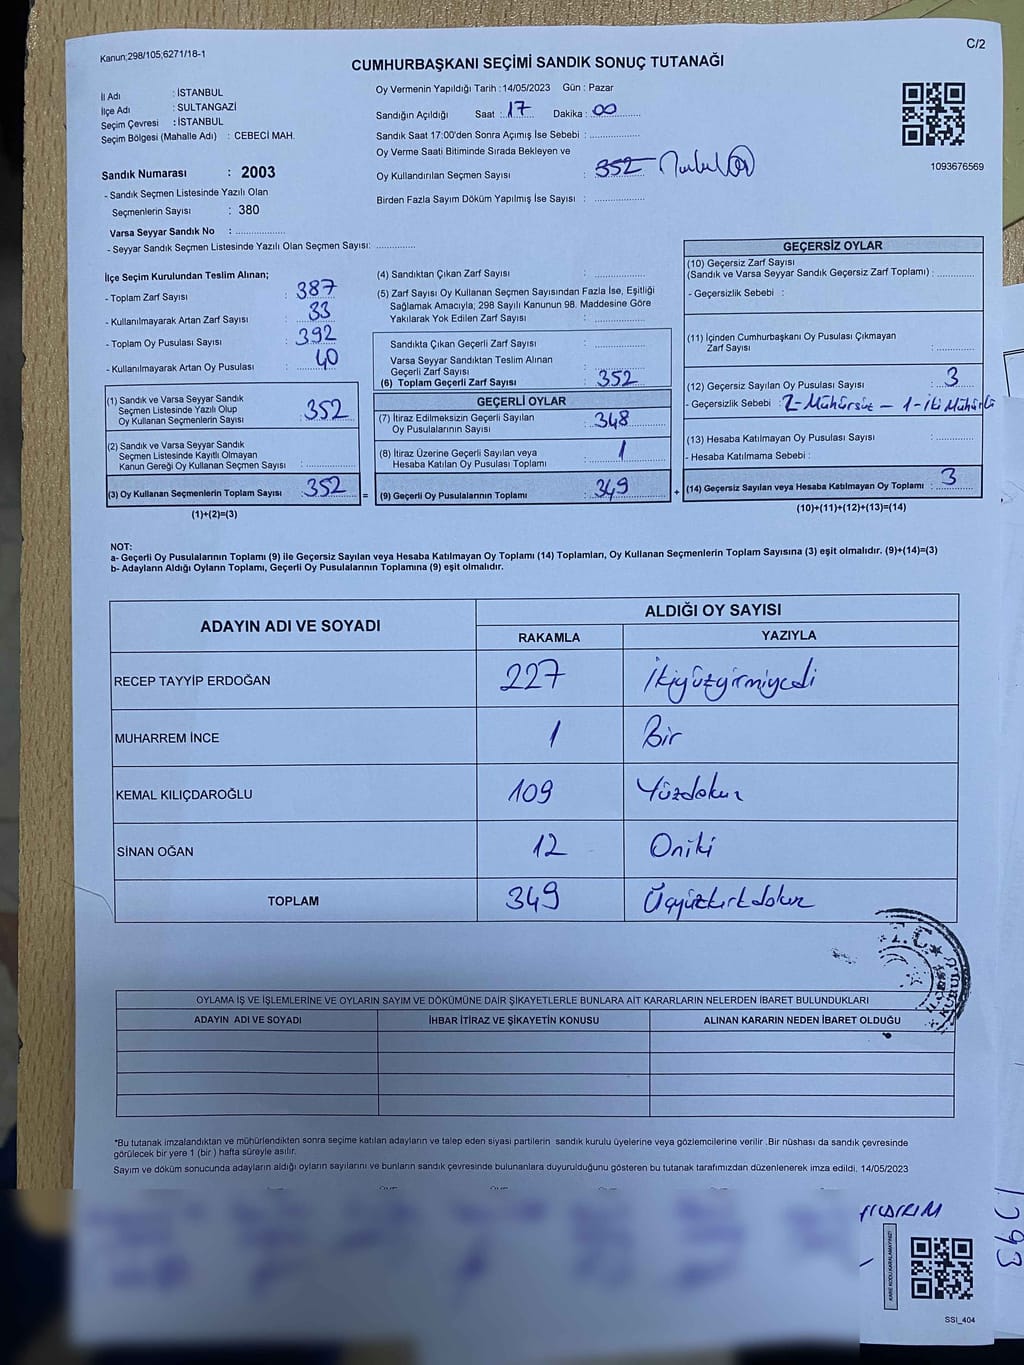 Kanun;298/105;6271/18-1
C/2
CUMHURBAŞKANI SEÇİMİ SANDIK SONUÇ TUTANAĞI
İl Adı : İSTANBUL
İlçe Adı : SULTANGAZİ
Seçim Çevresi : İSTANBUL
Seçim Bölgesi (Mahalle Adı) : CEBECİ MAH.
Oy Vermenin Yapıldığı Tarih : 14/05/2023 Gün : Pazar
Sandığın Açıldığı Saat : 17 Dakika : 00
Sandık Saat 17:00'den Sonra Açımış İse Sebebi :
Oy Verme Saati Bitiminde Sırada Bekleyen ve
Oy Kullandırılan Seçmen Sayısı : 352
Birden Fazla Sayım Döküm Yapılmış İse Sayısı :
1093676569
Sandık Numarası : 2003
- Sandık Seçmen Listesinde Yazılı Olan
Seçmenlerin Sayısı : 380
Varsa Seyyar Sandık No :
- Seyyar Sandık Seçmen Listesinde Yazılı Olan Seçmen Sayısı:
İlçe Seçim Kurulundan Teslim Alınan;
- Toplam Zarf Sayısı : 387
- Kullanılmayarak Artan Zarf Sayısı : 33
- Toplam Oy Pusulası Sayısı : 392
- Kullanılmayarak Artan Oy Pusulası : 40
(1) Sandık ve Varsa Seyyar Sandık
Seçmen Listesinde Yazılı Olup
Oy Kullanan Seçmenlerin Sayısı : 352
(2) Sandık ve Varsa Seyyar Sandık
Seçmen Listesinde Kayıtlı Olmayan
Kanun Gereği Oy Kullanan Seçmen Sayısı :
(3) Oy Kullanan Seçmenlerin Toplam Sayısı : 352
(1)+(2)=(3)
(4) Sandıktan Çıkan Zarf Sayısı :
(5) Zarf Sayısı Oy Kullanan Seçmen Sayısından Fazla İse, Eşitliği
Sağlamak Amacıyla; 298 Sayılı Kanunun 98. Maddesine Göre
Yakılarak Yok Edilen Zarf Sayısı :
Sandıkta Çıkan Geçerli Zarf Sayısı :
Varsa Seyyar Sandıktan Teslim Alınan
Geçerli Zarf Sayısı :
(6) Toplam Geçerli Zarf Sayısı : 352
GEÇERLİ OYLAR
(7) İtiraz Edilmeksizin Geçerli Sayılan
Oy Pusulalarının Sayısı : 348
(8) İtiraz Üzerine Geçerli Sayılan veya
Hesaba Katılan Oy Pusulası Toplamı : 1
= (9) Geçerli Oy Pusulalarının Toplamı : 349
GEÇERSİZ OYLAR
(10) Geçersiz Zarf Sayısı
(Sandık ve Varsa Seyyar Sandık Geçersiz Zarf Toplamı) :
- Geçersizlik Sebebi :
(11) İçinden Cumhurbaşkanı Oy Pusulası Çıkmayan
Zarf Sayısı :
(12) Geçersiz Sayılan Oy Pusulası Sayısı : 3
- Geçersizlik Sebebi : 2-Mühürsüz - 1-İki Mühürlü
(13) Hesaba Katılmayan Oy Pusulası Sayısı :
- Hesaba Katılmama Sebebi :
+ (14) Geçersiz Sayılan veya Hesaba Katılmayan Oy Toplamı : 3
(10)+(11)+(12)+(13)=(14)
NOT:
a- Geçerli Oy Pusulalarının Toplamı (9) ile Geçersiz Sayılan veya Hesaba Katılmayan Oy Toplamı (14) Toplamları, Oy Kullanan Seçmenlerin Toplam Sayısına (3) eşit olmalıdır. (9)+(14)=(3)
b- Adayların Aldığı Oyların Toplamı, Geçerli Oy Pusulalarının Toplamına (9) eşit olmalıdır.
ADAYIN ADI VE SOYADI
ALDIĞI OY SAYISI
RAKAMLA YAZIYLA
RECEP TAYYİP ERDOĞAN 227 İkiyüzyirmiyedi
MUHARREM İNCE 1 Bir
KEMAL KILIÇDAROĞLU 109 Yüzdokuz
SİNAN OĞAN 12 Oniki
TOPLAM 349 Üçyüzkırkdokuz
T.C.
OYLAMA İŞ VE İŞLEMLERİNE VE OYLARIN SAYIM VE DÖKÜMÜNE DAİR ŞİKAYETLERLE BUNLARA AİT KARARLARIN NELERDEN İBARET BULUNDUKLARI
ADAYIN ADI VE SOYADI İHBAR İTİRAZ VE ŞİKAYETİN KONUSU ALINAN KARARIN NEDEN İBARET OLDUĞU
*Bu tutanak imzalandıktan ve mühürlendikten sonra seçime katılan adayların ve talep eden siyasi partilerin sandık kurulu üyelerine veya gözlemcilerine verilir .Bir nüshası da sandık çevresinde
görülecek bir yere 1 (bir ) hafta süreyle asılır.
Sayım ve döküm sonucunda adayların aldığı oyların sayılarını ve bunların sandık çevresinde bulunanlara duyurulduğunu gösteren bu tutanak tarafımızdan düzenlenerek imza edildi, 14/05/2023
YILDIRIM
KARE KODU KARALAMAYINIZ!
SSI_404